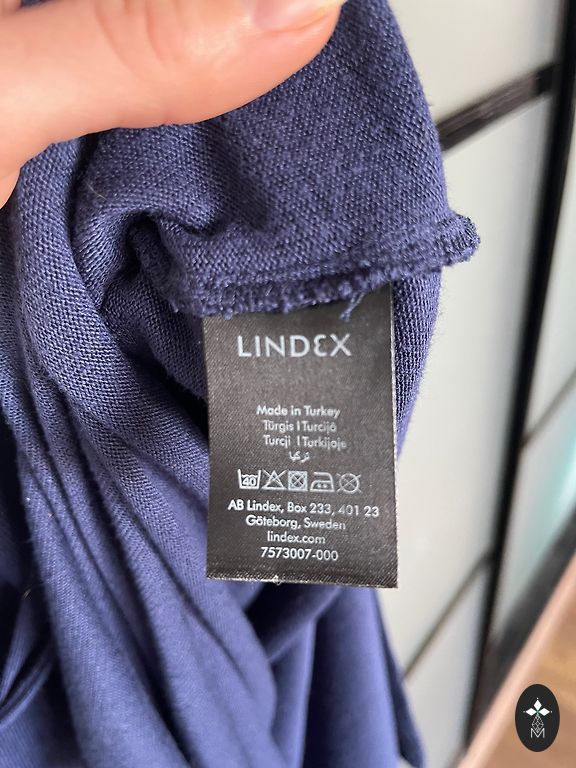 LINDEX
Made in Turkey
Türgis | Turcijā
Turcji | Turkijoje
تركيا
40
AB Lindex, Box 233, 401 23
Göteborg, Sweden
lindex.com
7573007-000
M